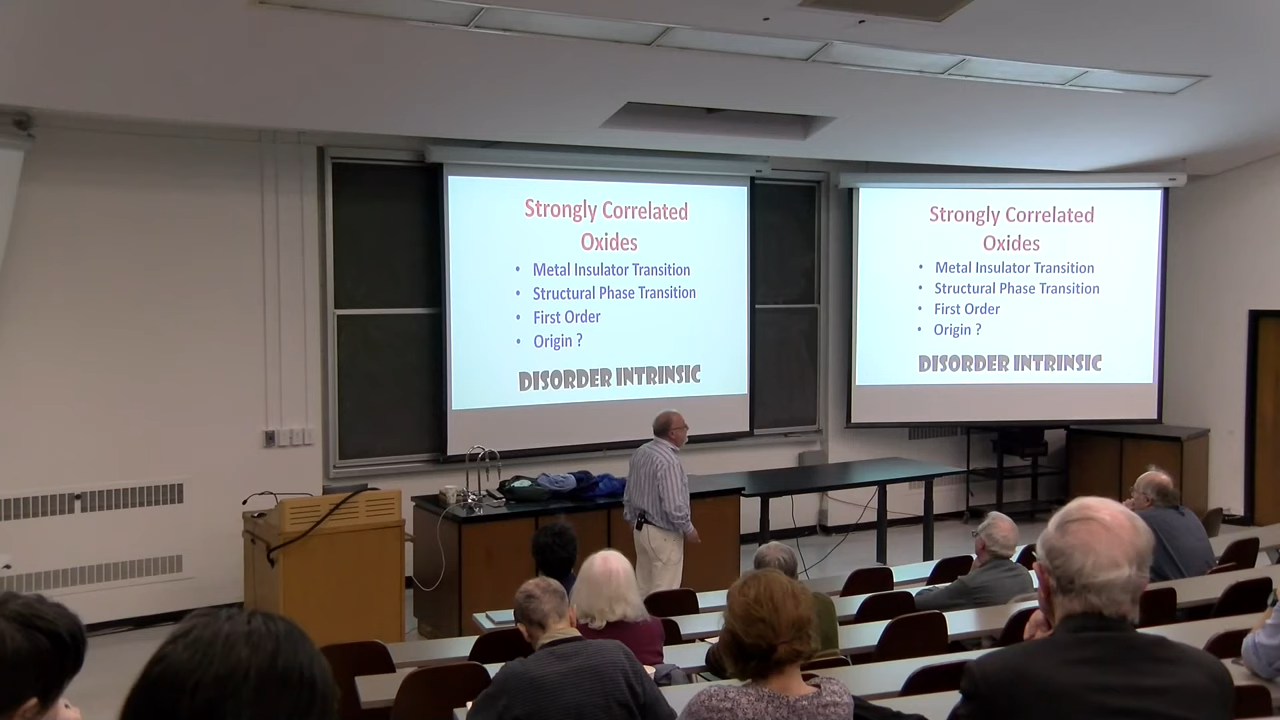 Strongly Correlated
Oxides
• Metal Insulator Transition
• Structural Phase Transition
• First Order
• Origin ?
DISORDER INTRINSIC
Strongly Correlated
Oxides
• Metal Insulator Transition
• Structural Phase Transition
• First Order
• Origin ?
DISORDER INTRINSIC